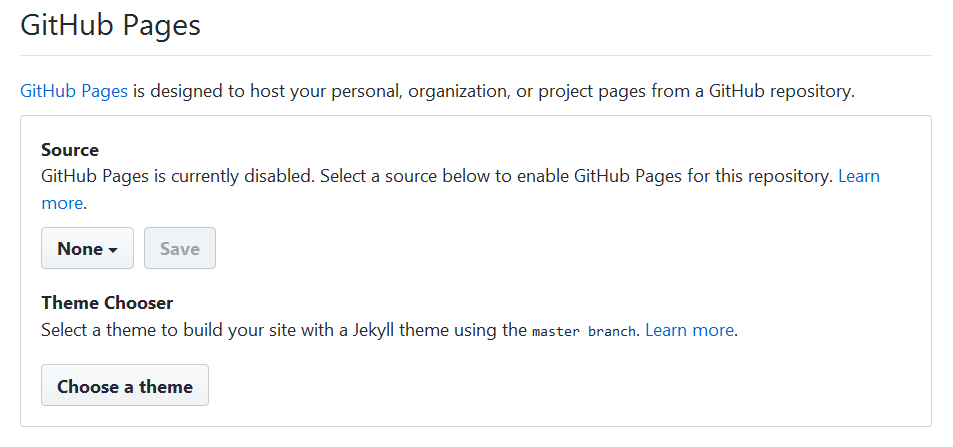 GitHub Pages
GitHub Pages is designed to host your personal, organization, or project pages from a GitHub repository.
Source
GitHub Pages is currently disabled. Select a source below to enable GitHub Pages for this repository. Learn
more.
None Save
Theme Chooser
Select a theme to build your site with a Jekyll theme using the master branch. Learn more.
Choose a theme